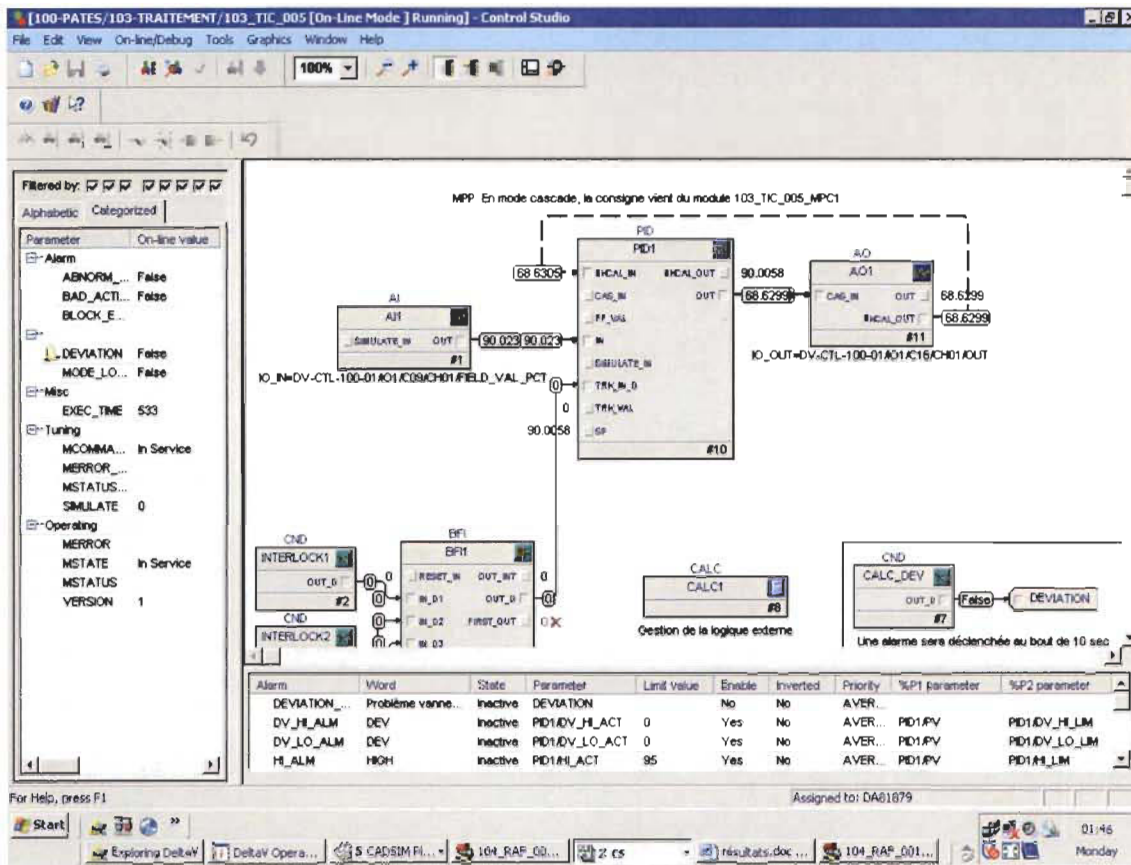 [100-PATES/103-TRAITEMENT/103_TIC_005 [On-Line Mode ] Running] - Control Studio
File Edit View On-line/Debug Tools Graphics Window Help
100%
Filtered by:
Alphabetic Categorized
Parameter On-line value
Alarm
ABNORM_... False
BAD_ACTI... False
BLOCK_E...
DEVIATION False
MODE_LO... False
Misc
EXEC_TIME 533
Tuning
MCOMMA... In Service
MERROR_...
MSTATUS...
SIMULATE 0
Operating
MERROR
MSTATE In Service
MSTATUS
VERSION 1
MPP En mode cascade, la consigne vient du module 103_TIC_005_MPC1
PID
PID1
68.6305 BKCAL_IN BKCAL_OUT 90.0058
CAS_IN OUT 68.6299
FF_VAL
IN
SIMULATE_IN
0 TRK_IN_D
0 TRK_VAL
90.0058 SP
#10
AO
AO1
CAS_IN OUT 68.6299
BKCAL_OUT 68.6299
#11
IO_OUT=DV-CTL-100-01/IO1/C16/CH01/OUT
AI
AI1
SIMULATE_IN OUT 90.023 90.023
#1
IO_IN=DV-CTL-100-01/IO1/C09/CH01/FIELD_VAL_PCT
CND
INTERLOCK1
OUT_D 0
#2
CND
INTERLOCK2
BFI
BFI1
0 RESET_IN OUT_INT 0
0 IN_D1 OUT_D 0
0 IN_D2 FIRST_OUT 0
0 IN_D3
CALC
CALC1
#8
Gestion de la logique externe
CND
CALC_DEV
OUT_D False DEVIATION
#7
Une alarme sera déclenchée au bout de 10 sec
Alarm Word State Parameter Limit Value Enable Inverted Priority %P1 parameter %P2 parameter
DEVIATION_... Problème vanne... Inactive DEVIATION No No AVER...
DV_HI_ALM DEV Inactive PID1/DV_HI_ACT 0 Yes No AVER... PID1/PV PID1/DV_HI_LIM
DV_LO_ALM DEV Inactive PID1/DV_LO_ACT 0 Yes No AVER... PID1/PV PID1/DV_LO_LIM
HI_ALM HIGH Inactive PID1/HI_ACT 95 Yes No AVER... PID1/PV PID1/HI_LIM
For Help, press F1 Assigned to: DA81879
Start » 01:46
Exploring DeltaV DeltaV Opera... 5 CADSIM Pl... 104_RAF_00... 2 cs résultats.doc ... 104_RAF_001... Monday